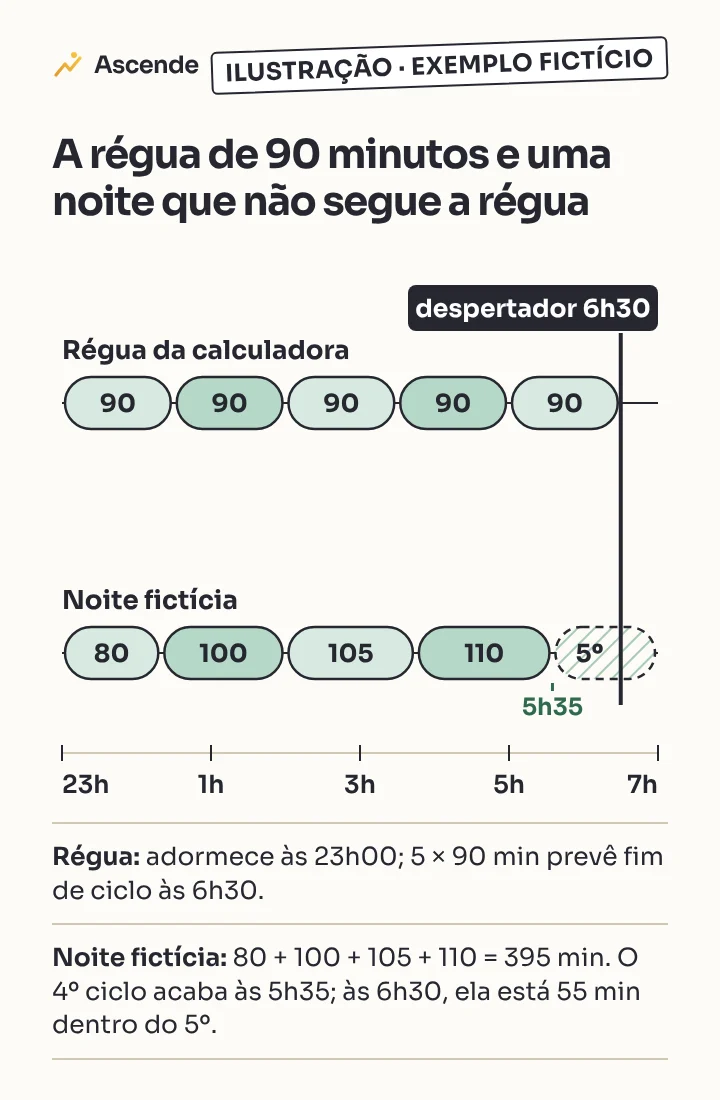 Ascende
ILUSTRAÇÃO · EXEMPLO FICTÍCIO
A régua de 90 minutos e uma
noite que não segue a régua
despertador 6h30
Régua da calculadora
90 90 90 90 90
Noite fictícia
80 100 105 110 5º
5h35
23h 1h 3h 5h 7h
Régua: adormece às 23h00; 5 × 90 min prevê fim
de ciclo às 6h30.
Noite fictícia: 80 + 100 + 105 + 110 = 395 min. O
4º ciclo acaba às 5h35; às 6h30, ela está 55 min
dentro do 5º.